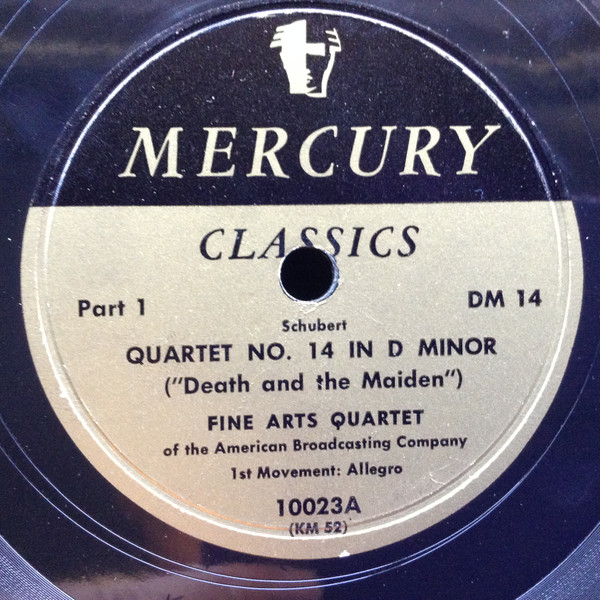 MERCURY
CLASSICS
Part 1 DM 14
Schubert
QUARTET NO. 14 IN D MINOR
("Death and the Maiden")
FINE ARTS QUARTET
of the American Broadcasting Company
1st Movement: Allegro
10023A
(KM 52)